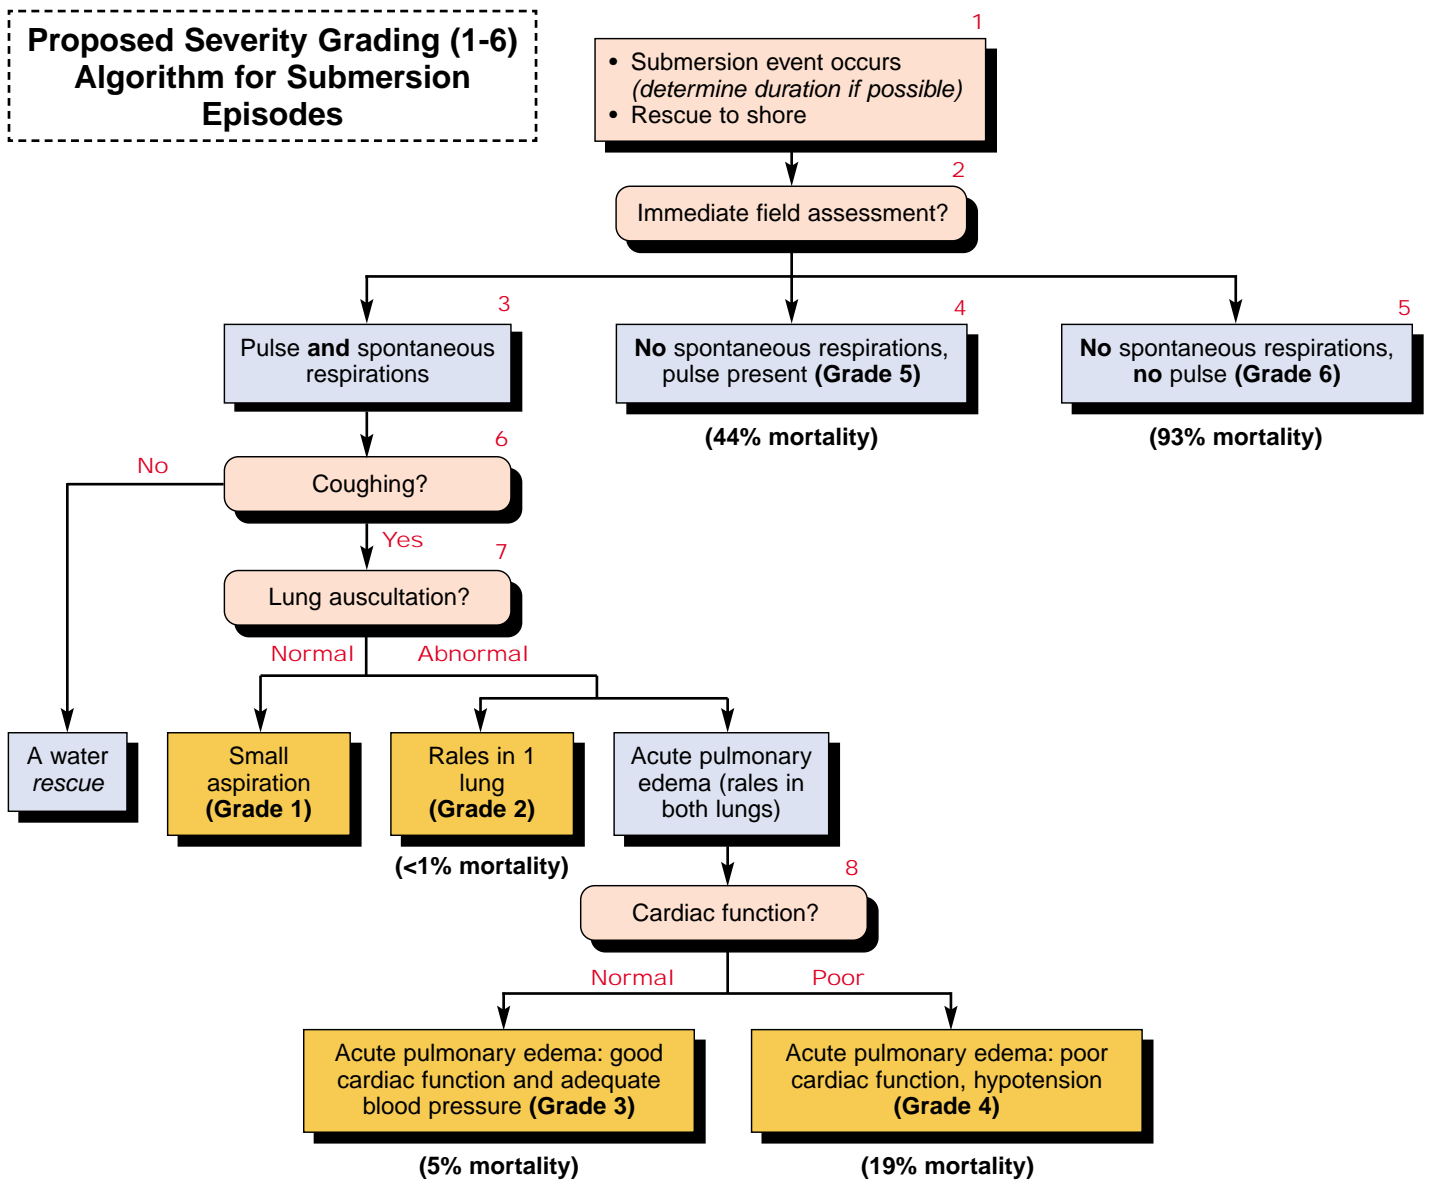 Proposed Severity Grading (1-6)
Algorithm for Submersion
Episodes
1
• Submersion event occurs
(determine duration if possible)
• Rescue to shore
2
Immediate field assessment?
3
Pulse and spontaneous
respirations
4
No spontaneous respirations,
pulse present (Grade 5)
(44% mortality)
5
No spontaneous respirations,
no pulse (Grade 6)
(93% mortality)
6
Coughing?
No
Yes
7
Lung auscultation?
Normal
Abnormal
A water
rescue
Small
aspiration
(Grade 1)
Rales in 1
lung
(Grade 2)
(<1% mortality)
Acute pulmonary
edema (rales in
both lungs)
8
Cardiac function?
Normal
Poor
Acute pulmonary edema: good
cardiac function and adequate
blood pressure (Grade 3)
(5% mortality)
Acute pulmonary edema: poor
cardiac function, hypotension
(Grade 4)
(19% mortality)